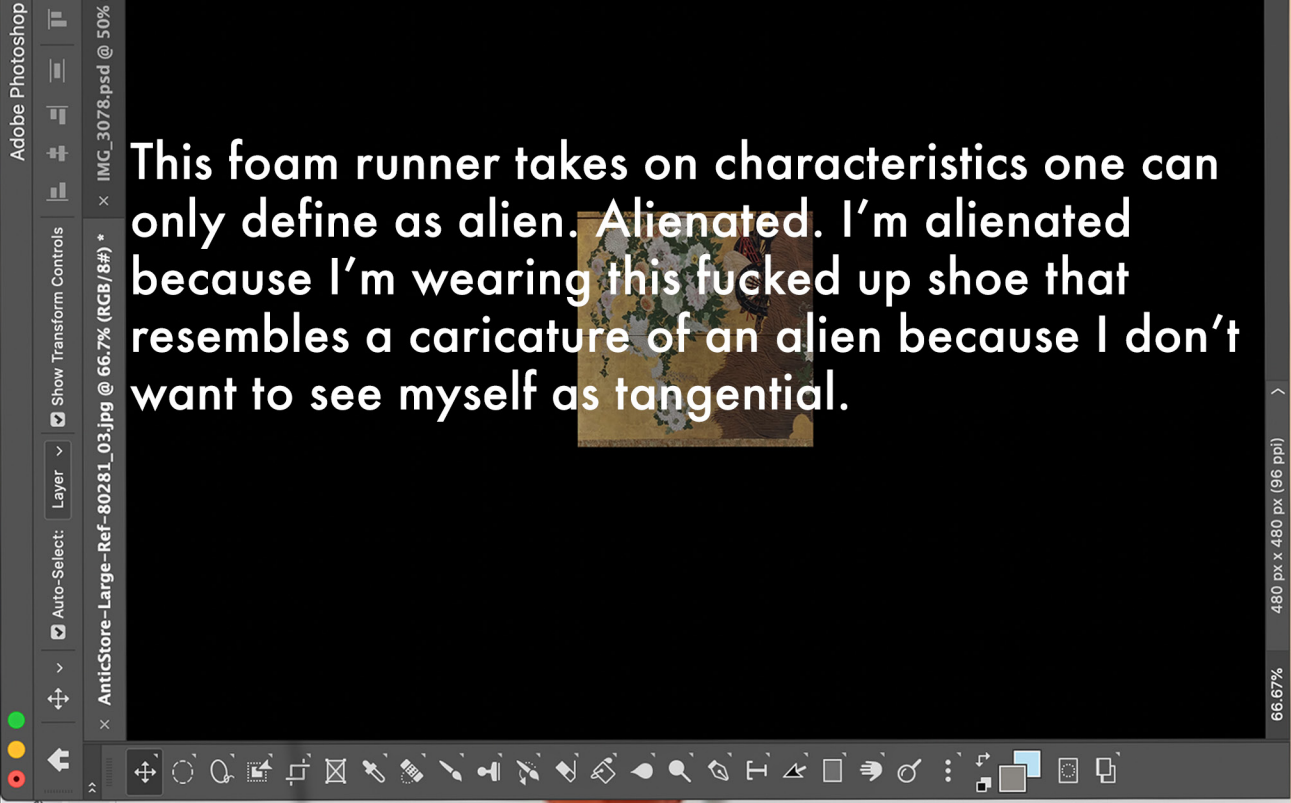 This foam runner takes on characteristics one can
only define as alien. Alienated. I’m alienated
because I’m wearing this fucked up shoe that
resembles a caricature of an alien because I don’t
want to see myself as tangential.
Adobe Photoshop
Auto-Select:
Layer
Show Transform Controls
AnticStore-Large-Ref-80281_03.jpg @ 66.7% (RGB/8#) *
IMG_3078.psd @ 50%
66.67%
480 px x 480 px (96 ppi)